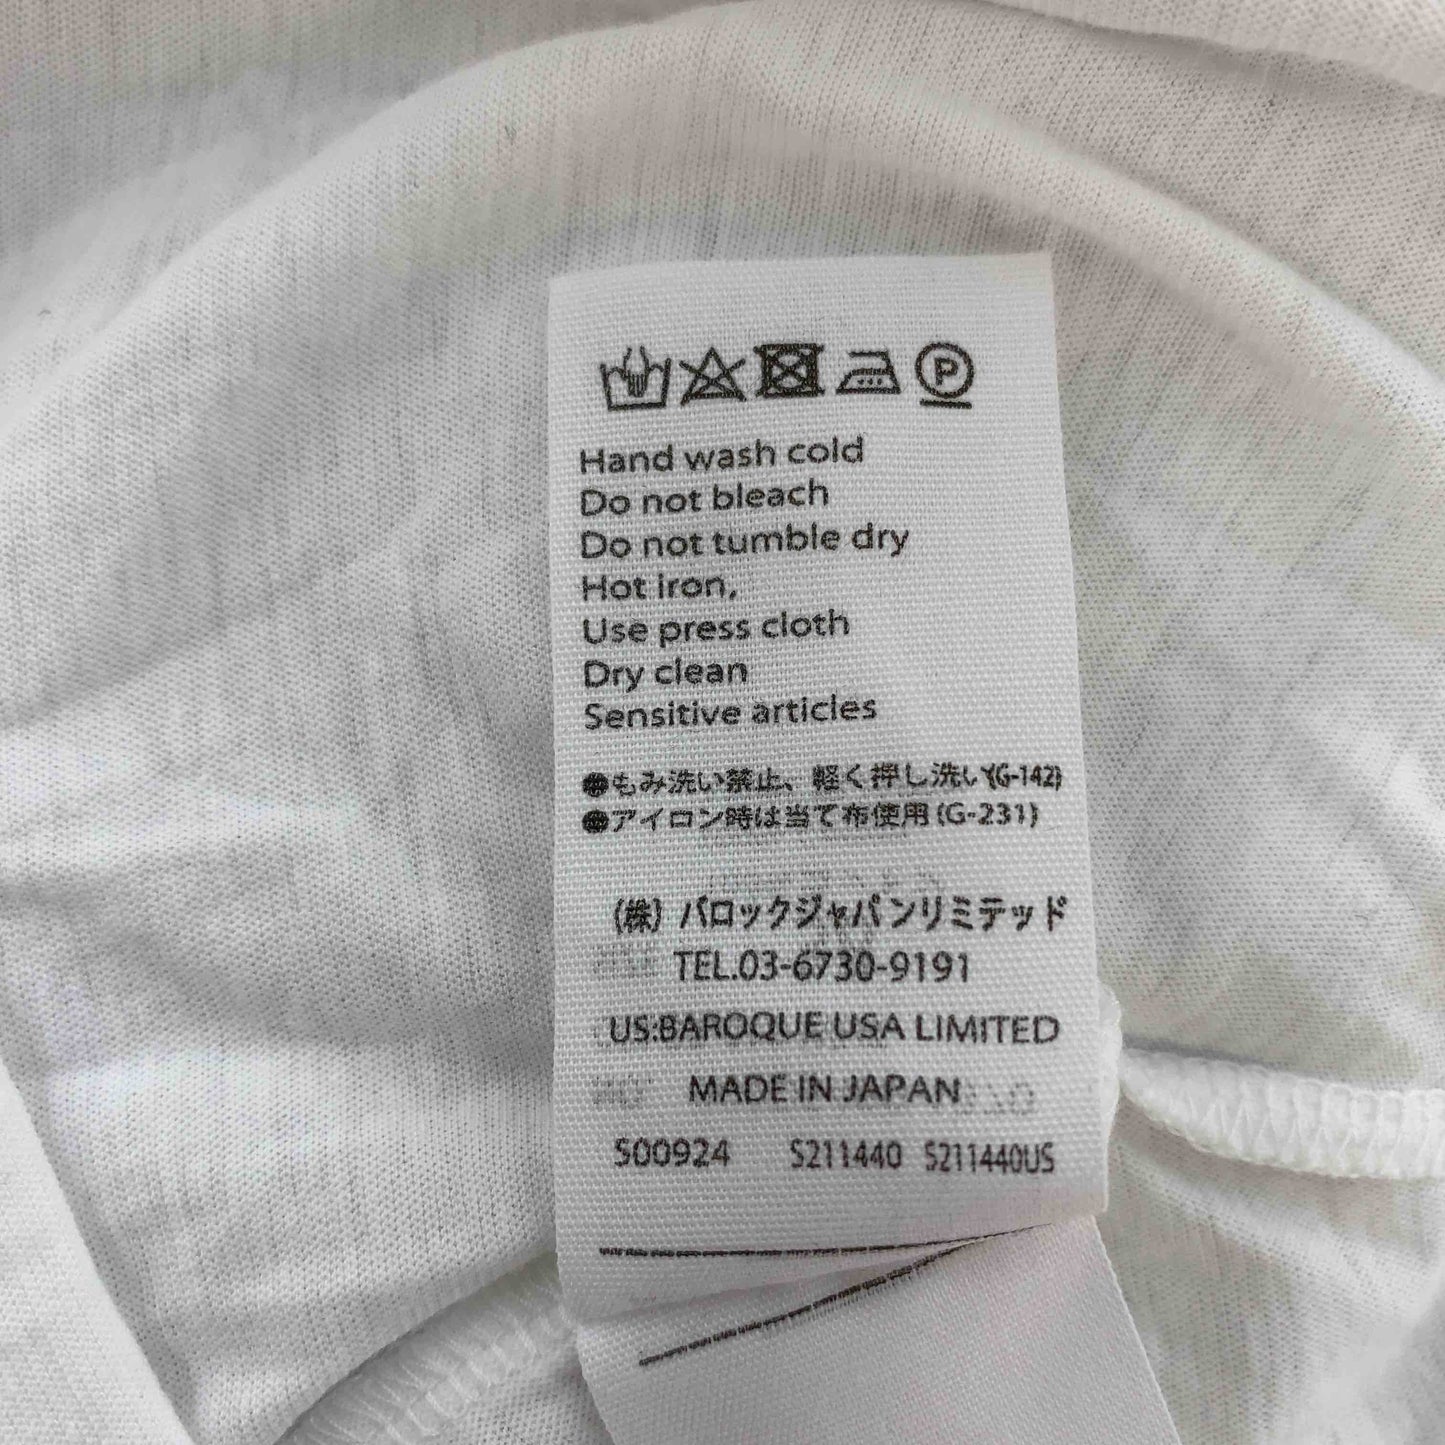 P
Hand wash cold
Do not bleach
Do not tumble dry
Hot iron,
Use press cloth
Dry clean
Sensitive articles
●もみ洗い禁止、軽く押し洗い(G-142)
●アイロン時は当て布使用(G-231)
(株) バロックジャパンリミテッド
TEL.03-6730-9191
US:BAROQUE USA LIMITED
MADE IN JAPAN
S00924 S211440 S211440US